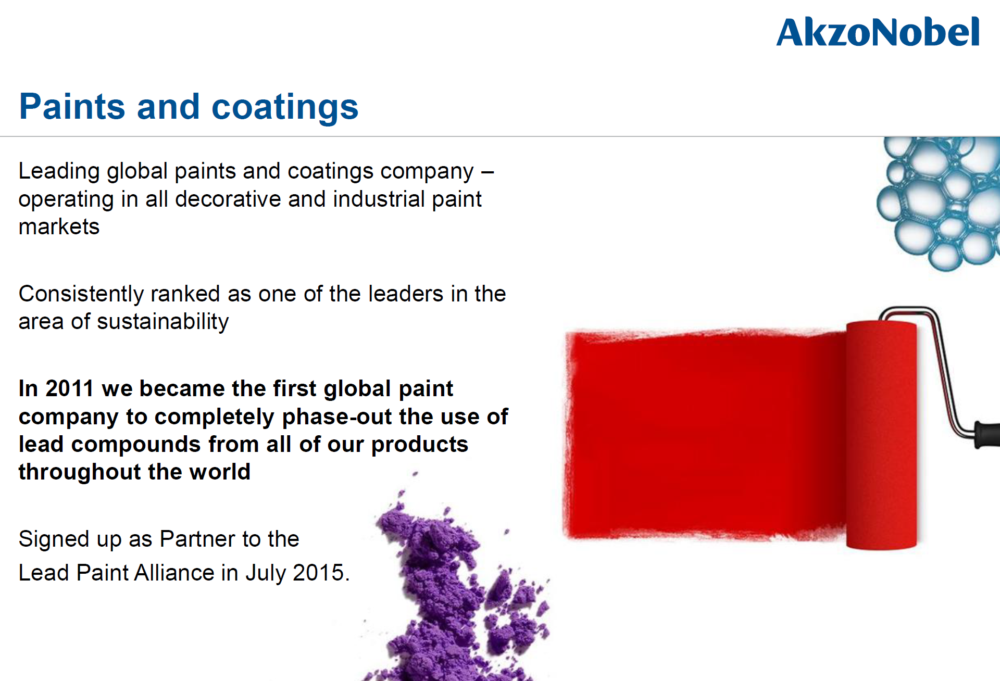 AkzoNobel
Paints and coatings
Leading global paints and coatings company –
operating in all decorative and industrial paint
markets
Consistently ranked as one of the leaders in the
area of sustainability
In 2011 we became the first global paint
company to completely phase-out the use of
lead compounds from all of our products
throughout the world
Signed up as Partner to the
Lead Paint Alliance in July 2015.